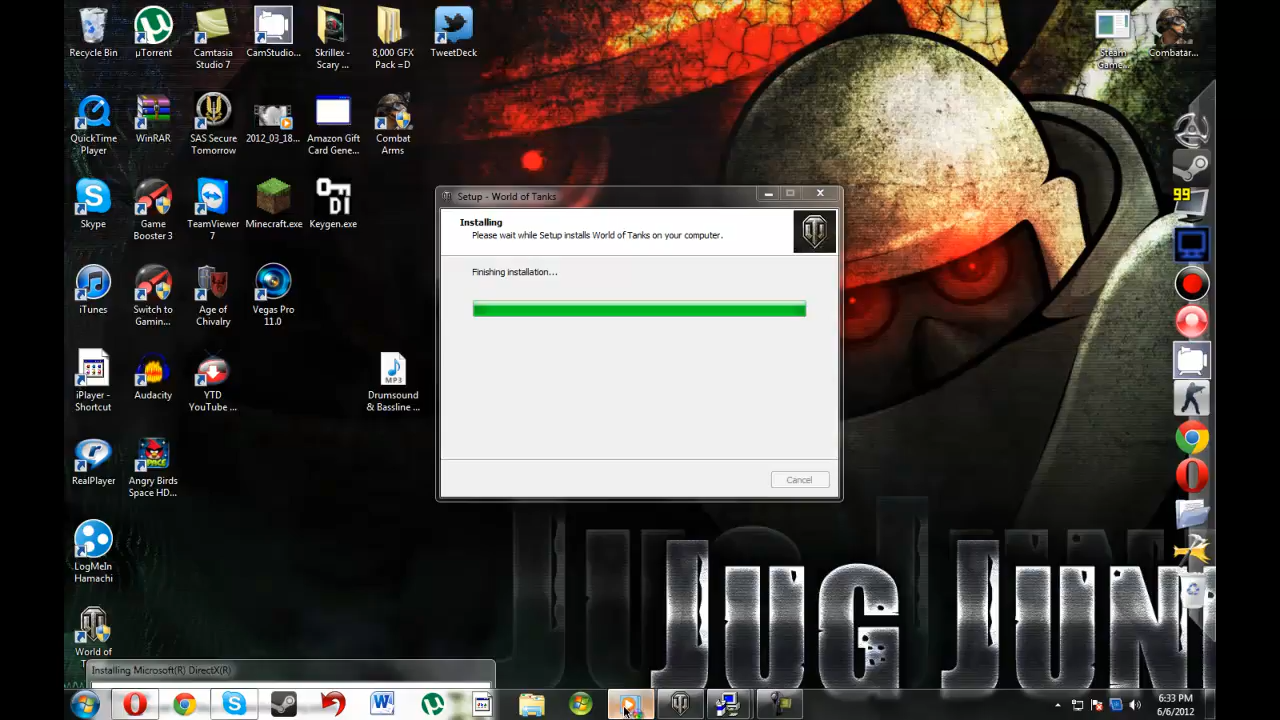 Recycle Bin
µTorrent
Camtasia
Studio 7
CamStudio...
Skrillex -
Scary ...
8,000 GFX
Pack =D
TweetDeck
Steam
Game...
Combatar...
QuickTime
Player
WinRAR
SAS Secure
Tomorrow
2012_03_18...
Amazon Gift
Card Gene...
Combat
Arms
Skype
Game
Booster 3
TeamViewer
7
Minecraft.exe
Keygen.exe
99
Setup - World of Tanks
Installing
Please wait while Setup installs World of Tanks on your computer.
Finishing installation...
Cancel
iTunes
Switch to
Gamin...
Age of
Chivalry
Vegas Pro
11.0
iPlayer -
Shortcut
Audacity
YTD
YouTube ...
MP3
Drumsound
& Bassline ...
RealPlayer
Angry Birds
Space HD...
LogMeIn
Hamachi
World of
JUG JUN
Installing Microsoft(R) DirectX(R)
6:33 PM
6/6/2012